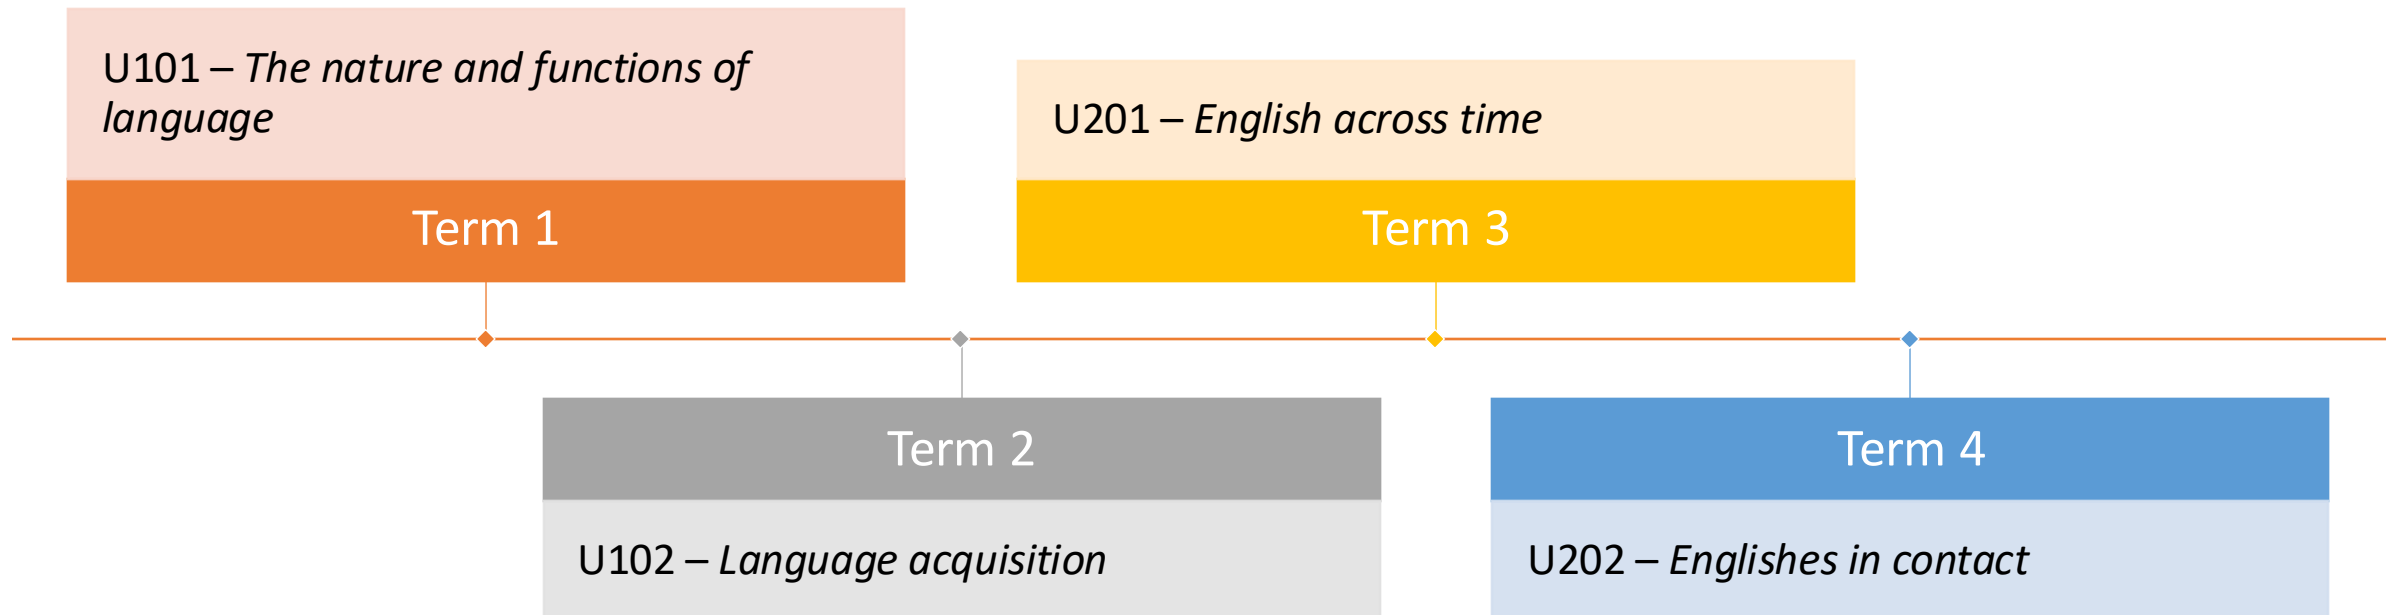 U101 – The nature and functions of
language
Term 1
Term 2
U102 – Language acquisition
U201 – English across time
Term 3
Term 4
U202 – Englishes in contact